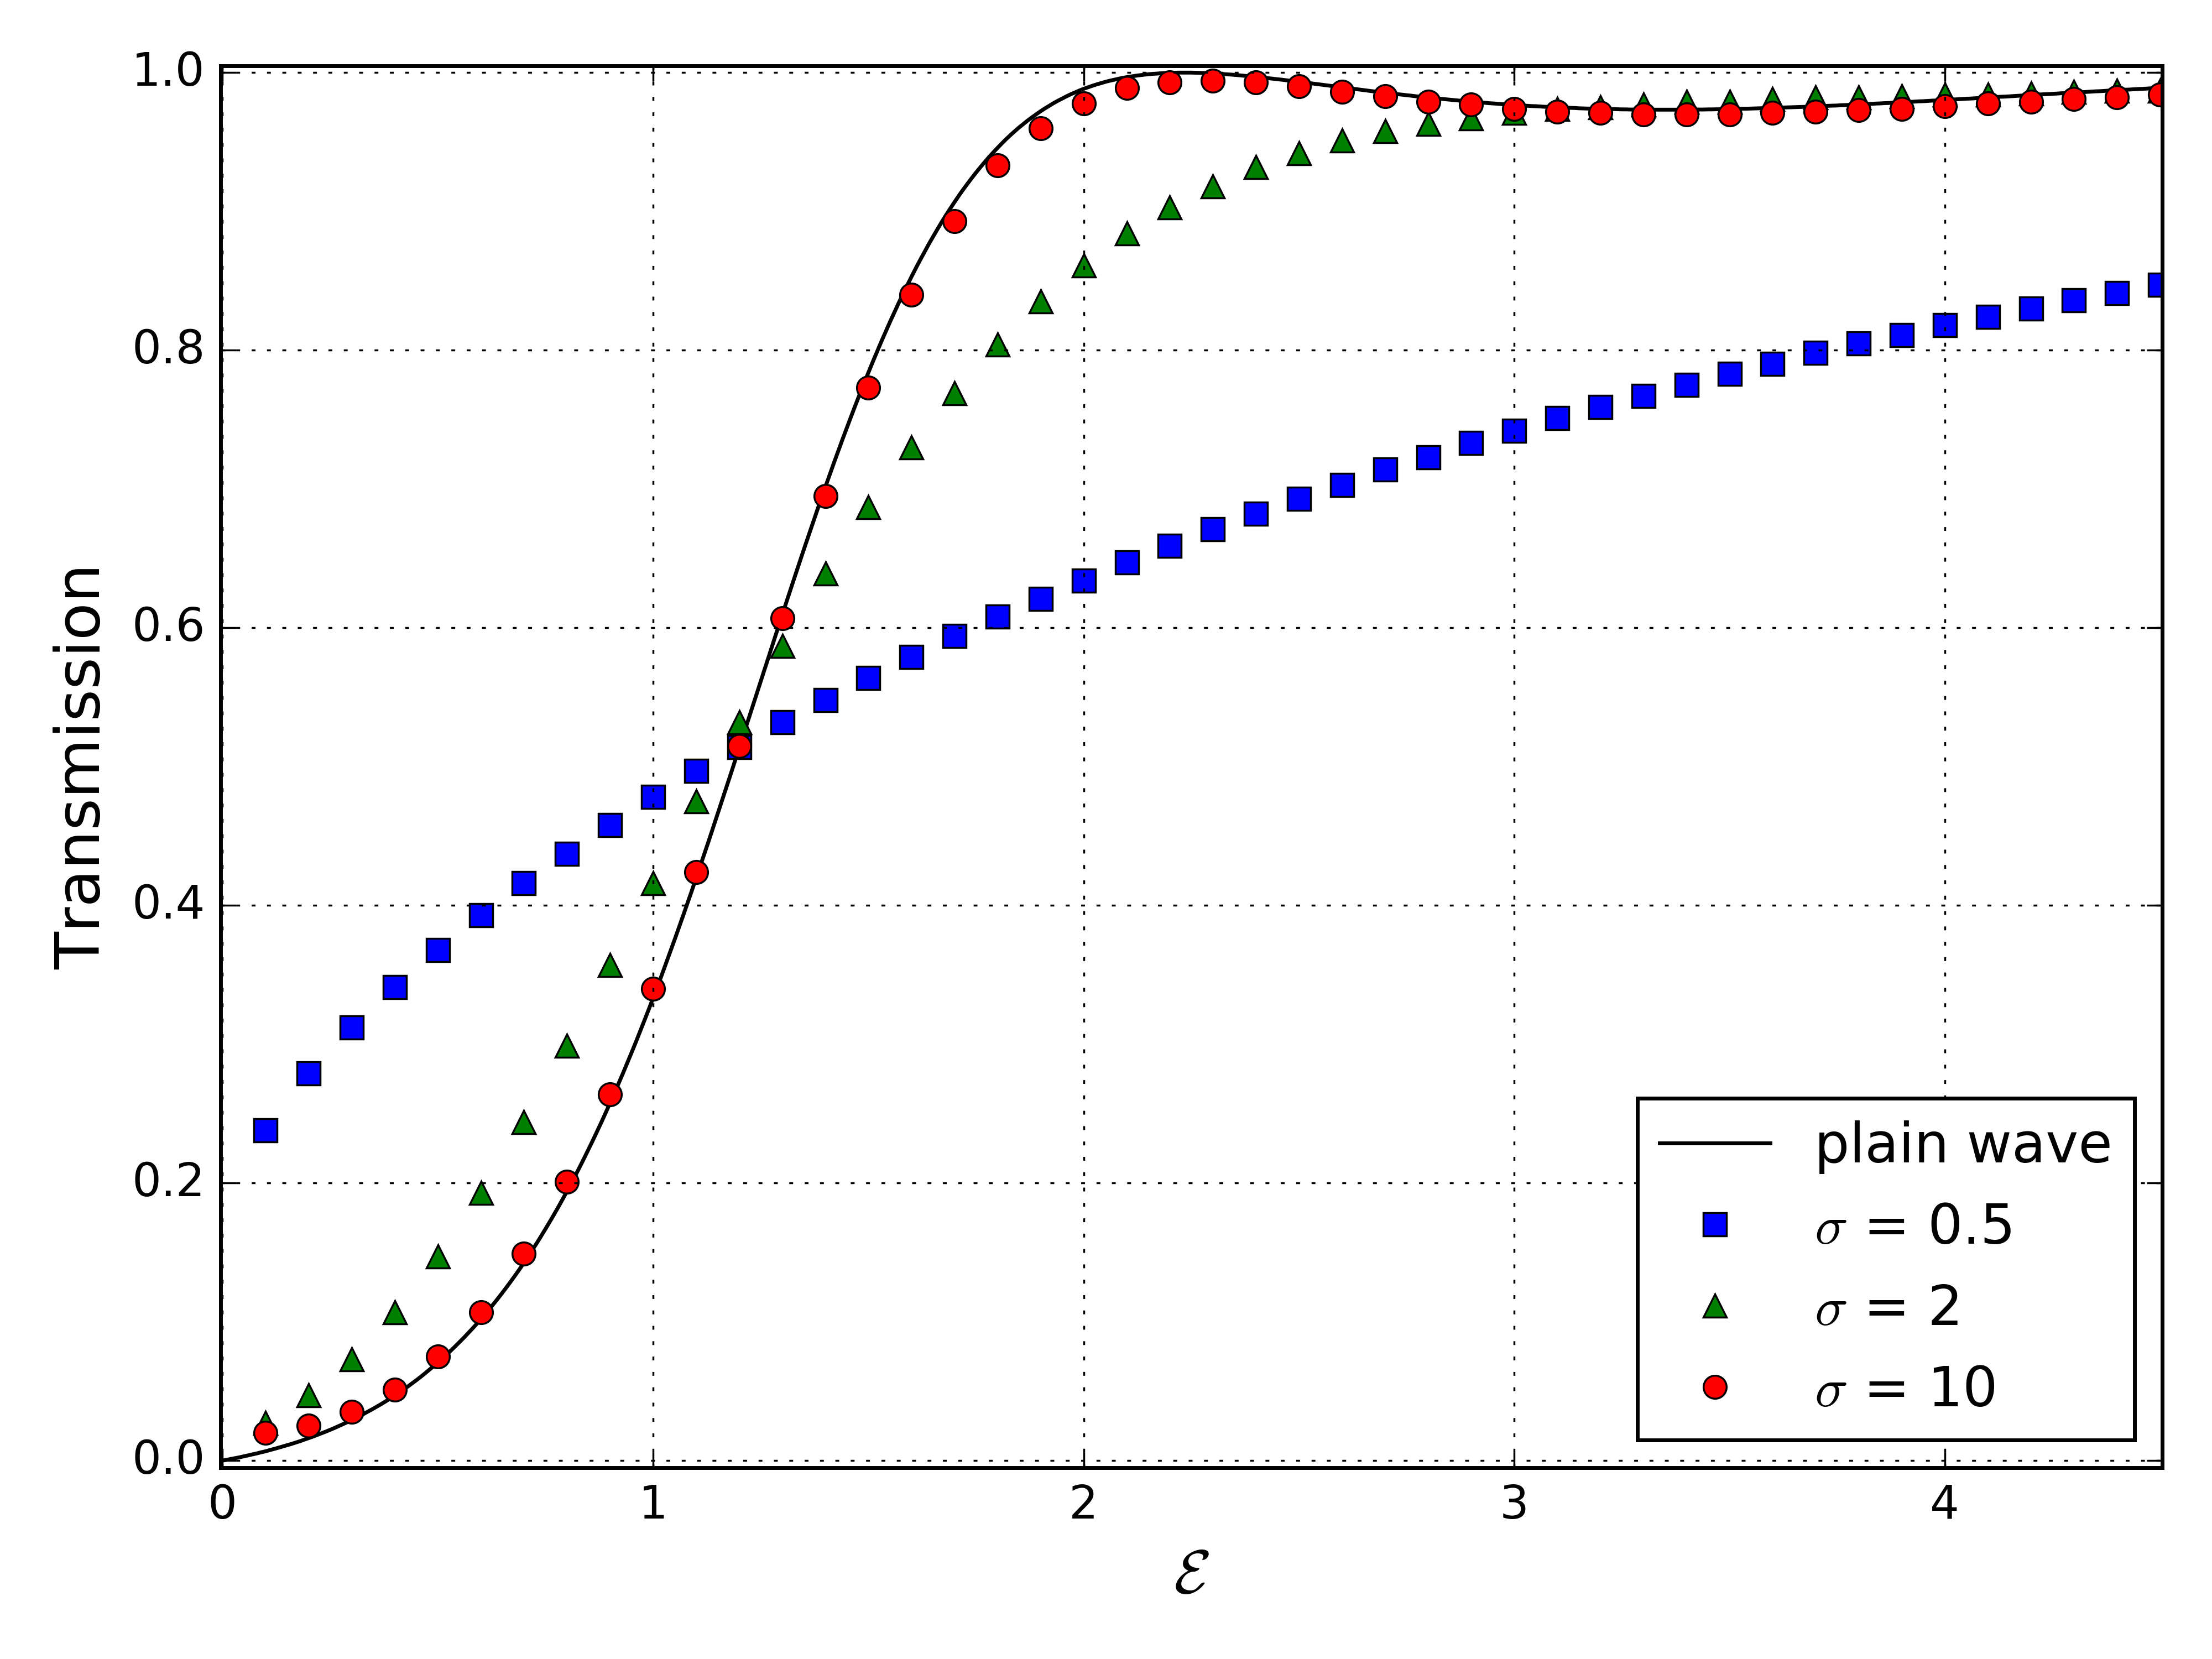 1.0
0.8
0.6
0.4
0.2
0.0
Transmission
0 1 2 3 4
ℰ
plain wave
σ = 0.5
σ = 2
σ = 10